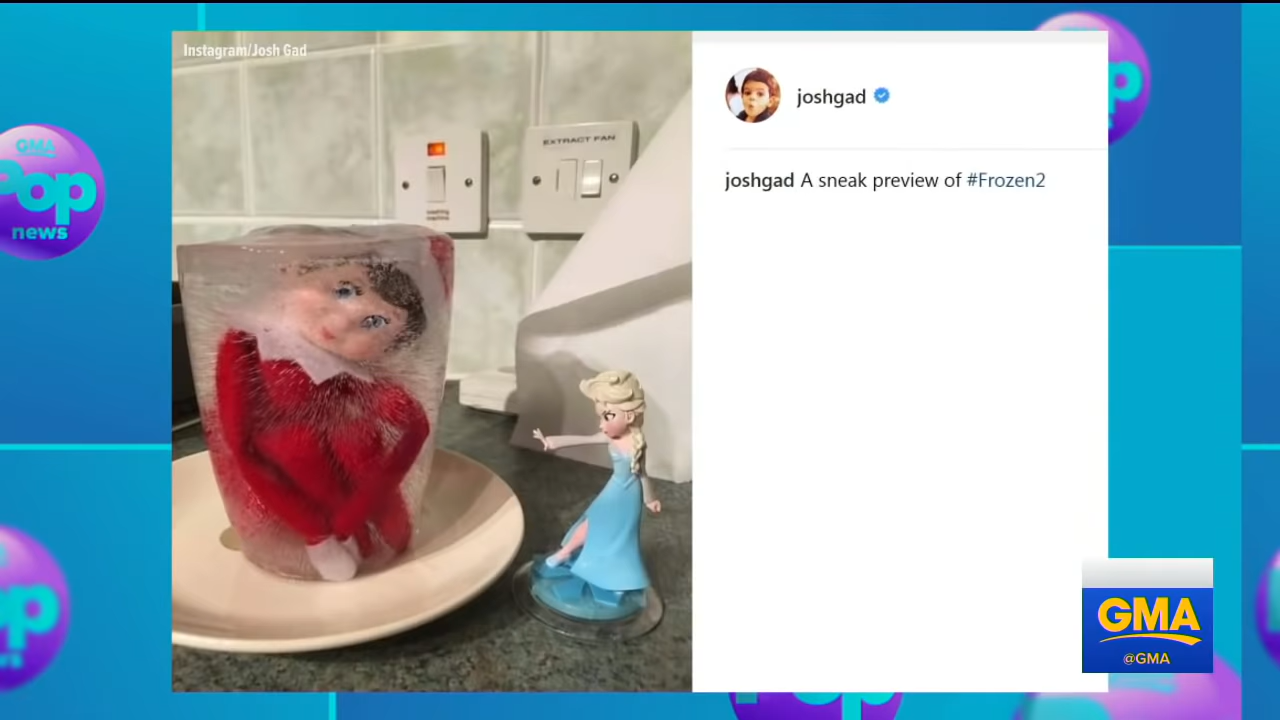 Instagram/Josh Gad
joshgad
joshgad A sneak preview of #Frozen2
EXTRACT FAN
GMA
Pop
news
GMA
@GMA